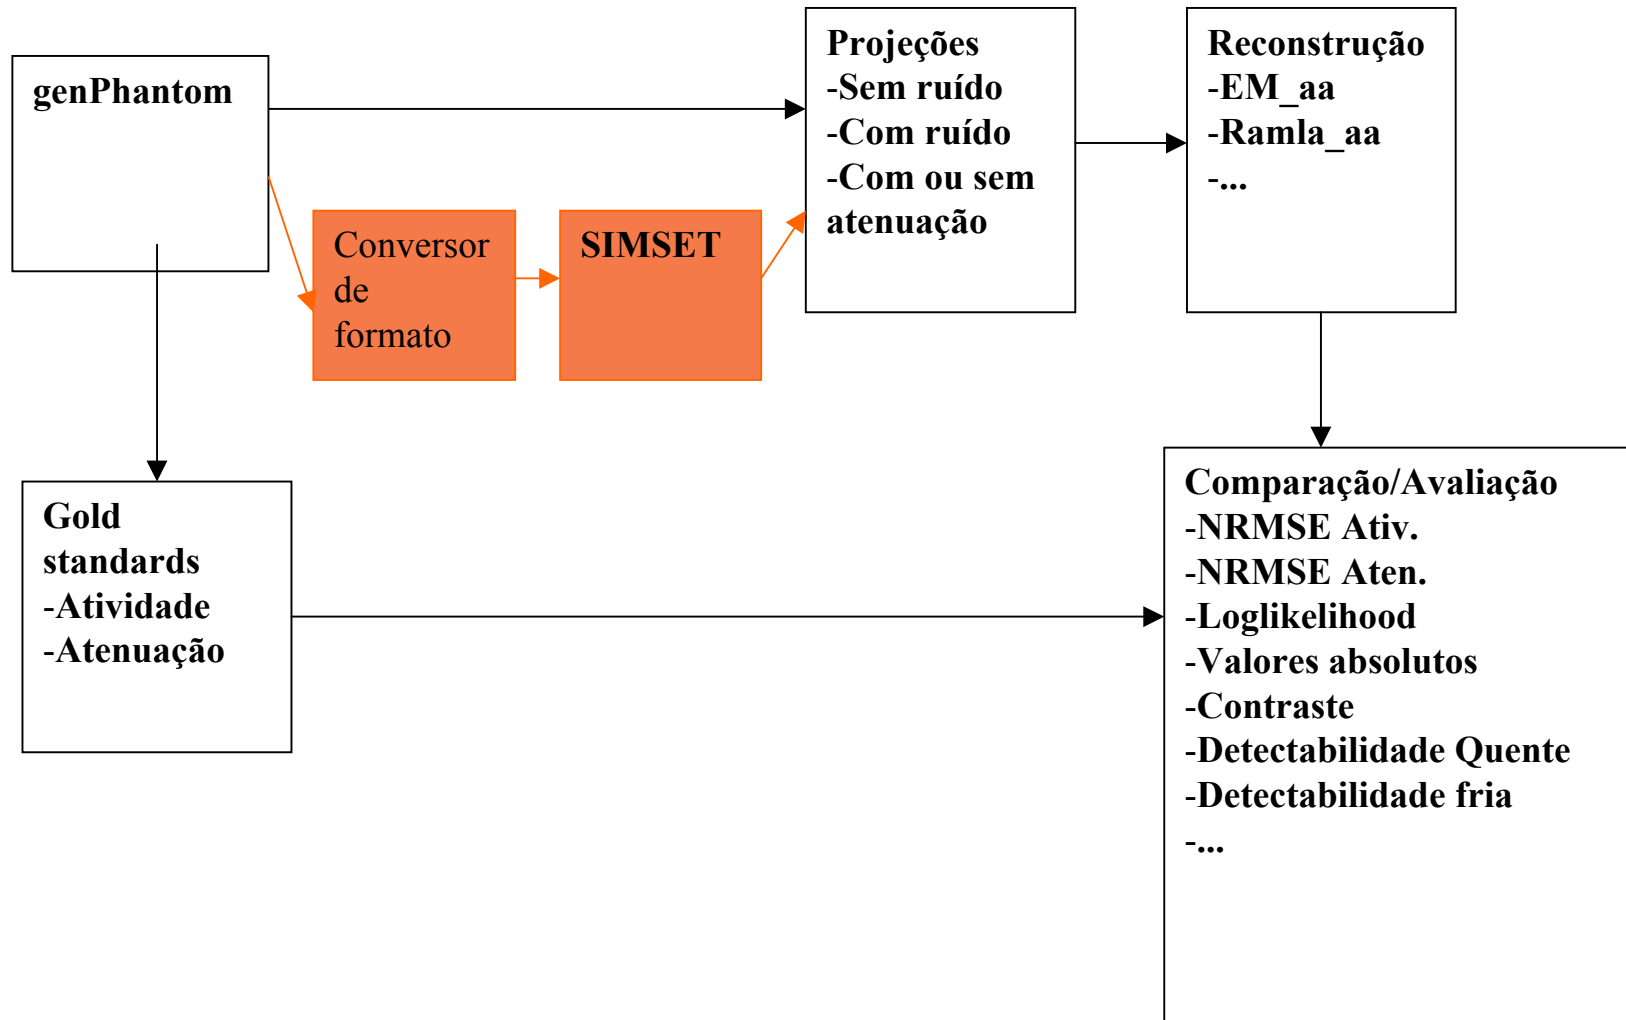 genPhantom
Projeções
-Sem ruído
-Com ruído
-Com ou sem
atenuação
Reconstrução
-EM_aa
-Ramla_aa
-...
Conversor
de
formato
SIMSET
Gold
standards
-Atividade
-Atenuação
Comparação/Avaliação
-NRMSE Ativ.
-NRMSE Aten.
-Loglikelihood
-Valores absolutos
-Contraste
-Detectabilidade Quente
-Detectabilidade fria
-...